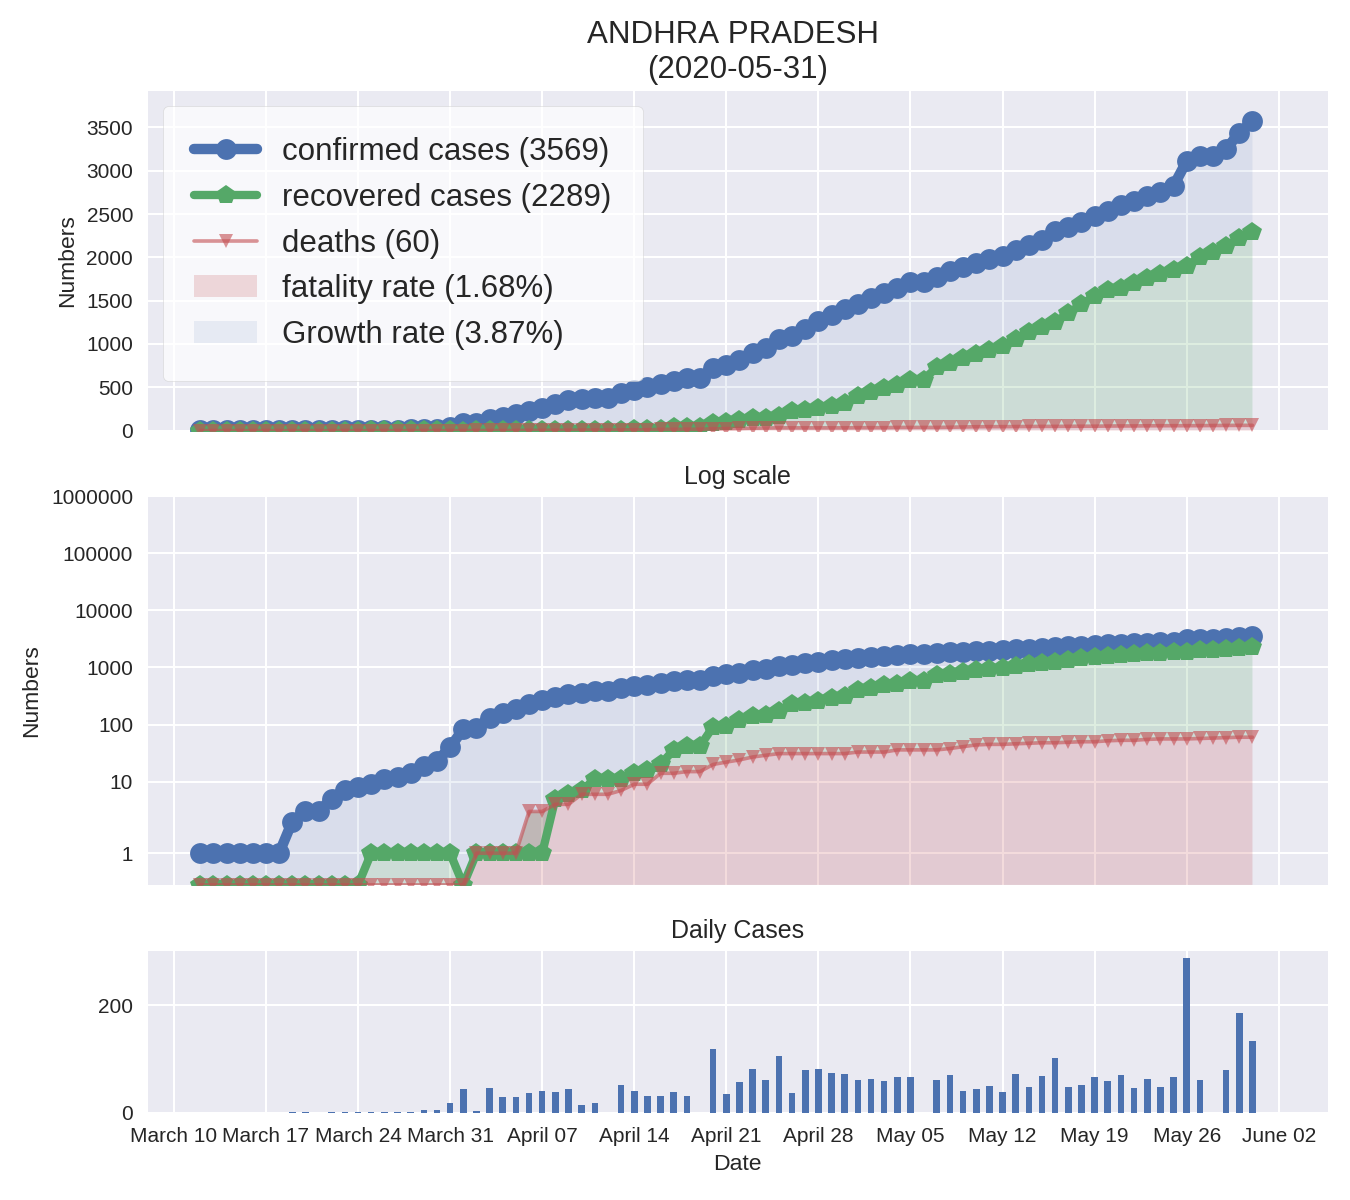 ANDHRA PRADESH
(2020-05-31)
3500
3000
2500
2000
1500
1000
500
0
Numbers
confirmed cases (3569)
recovered cases (2289)
deaths (60)
fatality rate (1.68%)
Growth rate (3.87%)
Log scale
1000000
100000
10000
1000
100
10
1
Numbers
Daily Cases
200
0
March 10 March 17 March 24 March 31 April 07 April 14 April 21 April 28 May 05 May 12 May 19 May 26 June 02
Date